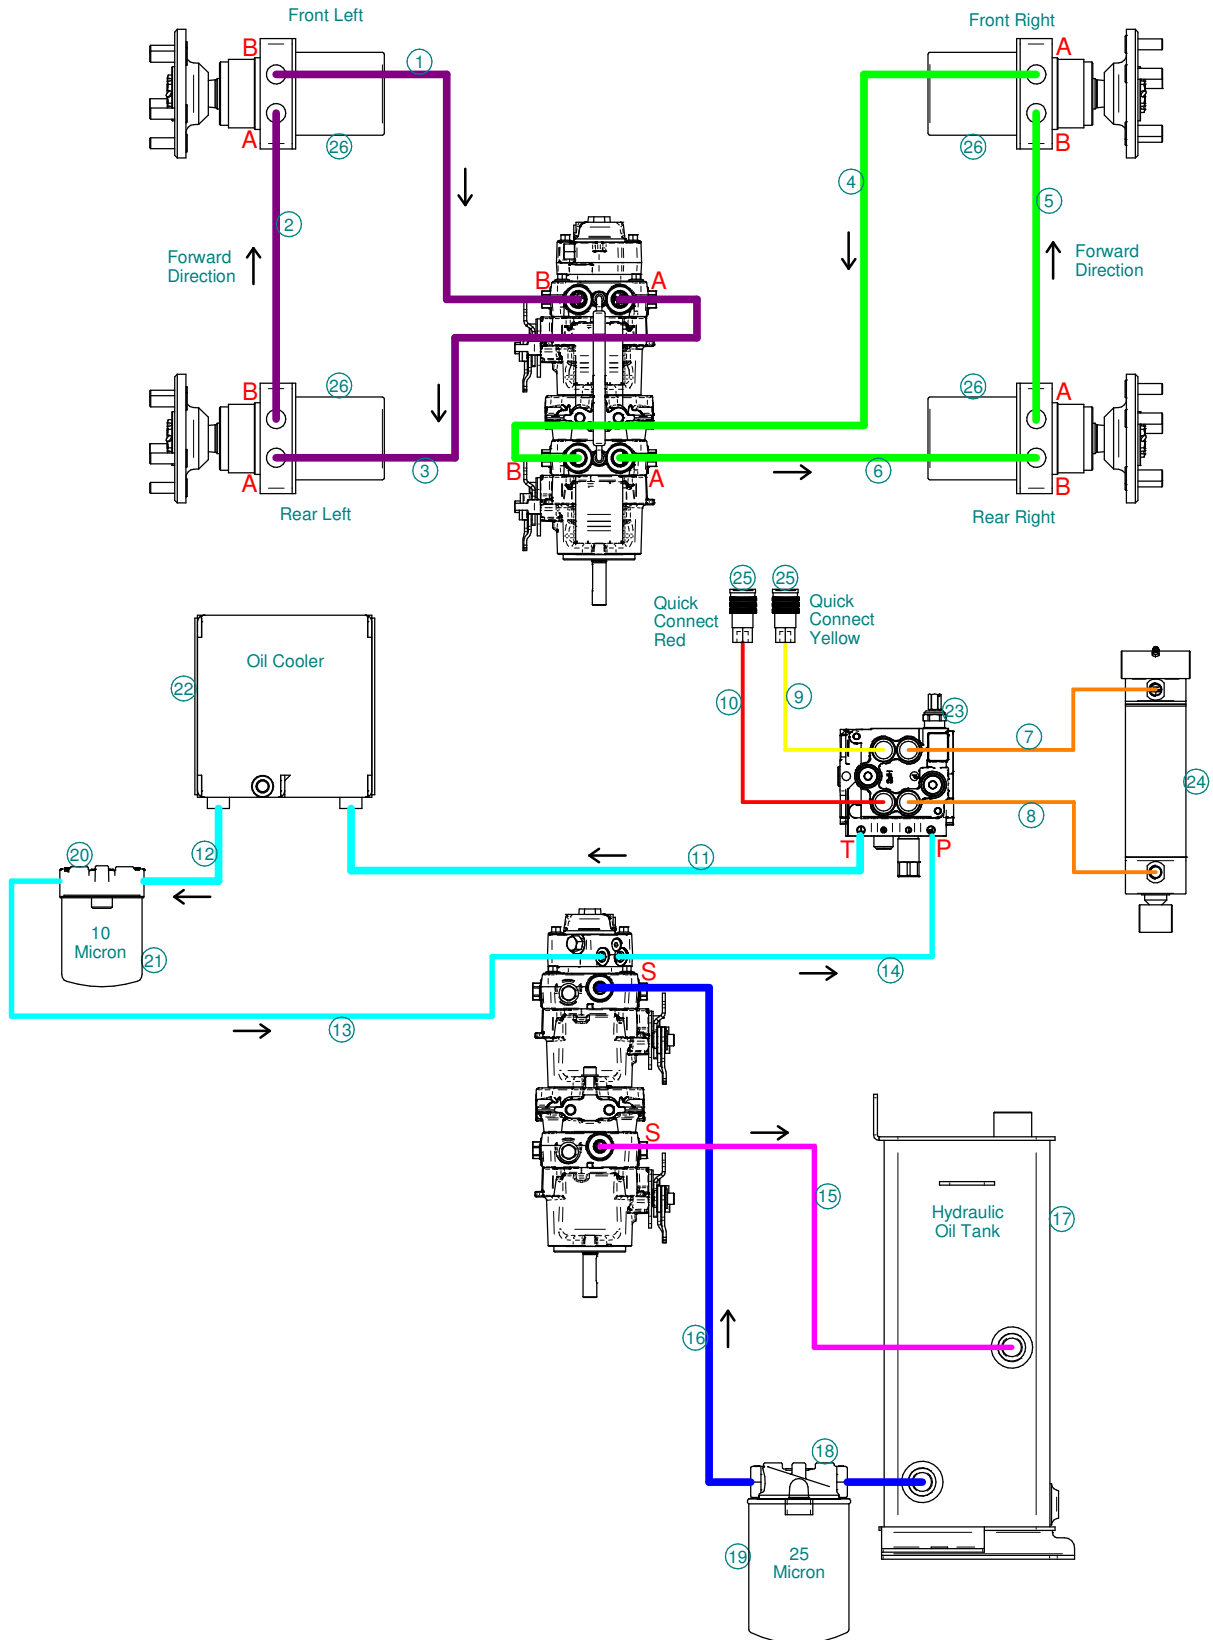 Front Left
Front Right
B
1
A
A
26
26
B
2
4
5
Forward
Direction
Forward
Direction
B
A
B
26
26
A
A
3
B
A
6
B
Rear Left
Rear Right
25
25
Quick
Connect
Red
Quick
Connect
Yellow
Oil Cooler
22
10
9
23
7
24
8
20
12
11
T
P
10
Micron
21
14
S
13
S
15
Hydraulic
Oil Tank
17
16
18
19
25
Micron